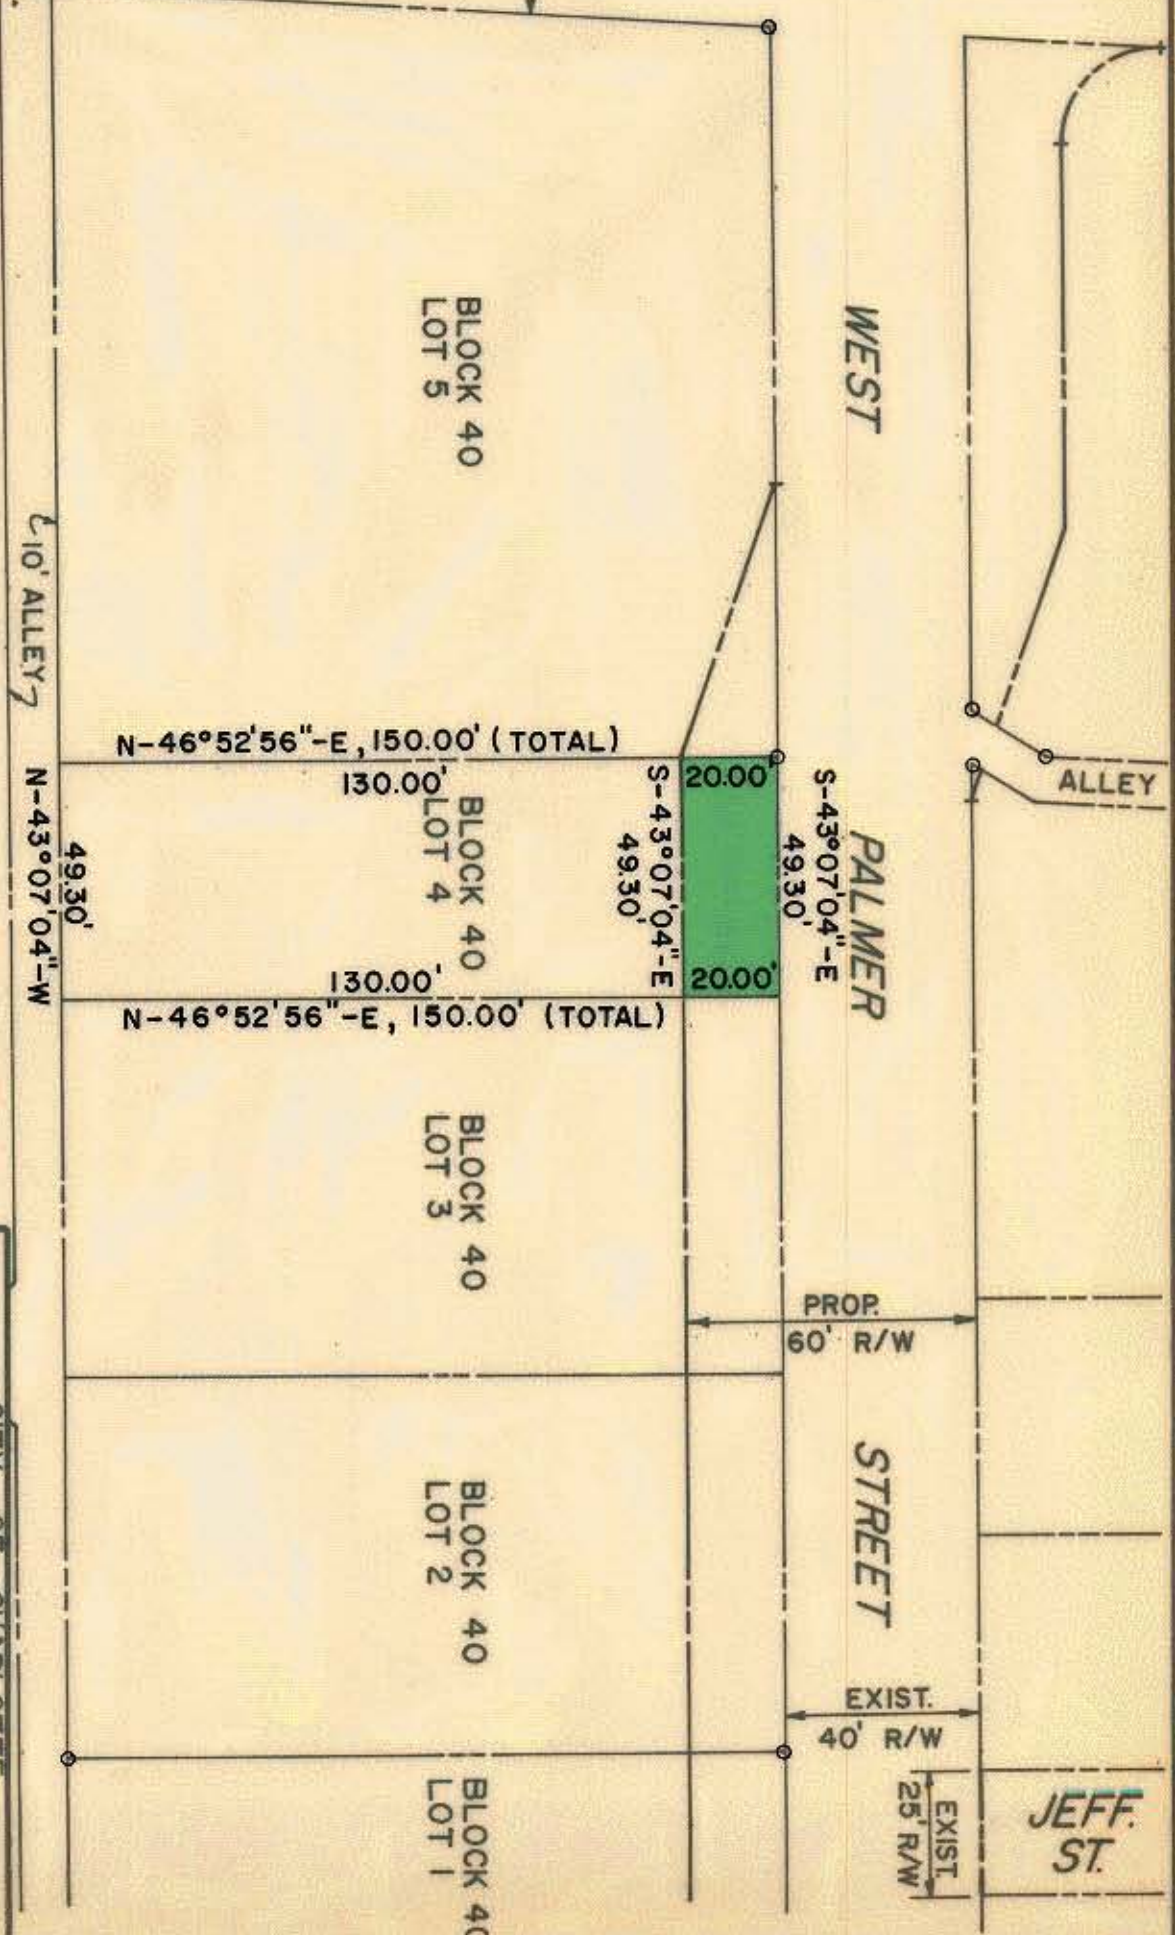 WEST
BLOCK 40
LOT 5
10' ALLEY
ALLEY
N-46°52'56"-E, 150.00' (TOTAL)
130.00'
20.00'
S-43°07'04"-E
49.30'
S-43°07'04"-E
49.30'
PALMER
BLOCK 40
LOT 4
49.30'
N-43°07'04"-W
130.00'
20.00'
N-46°52'56"-E, 150.00' (TOTAL)
BLOCK 40
LOT 3
PROP.
60' R/W
STREET
BLOCK 40
LOT 2
EXIST.
40' R/W
BLOCK 40
LOT 1
EXIST.
25' R/W
JEFF.
ST.